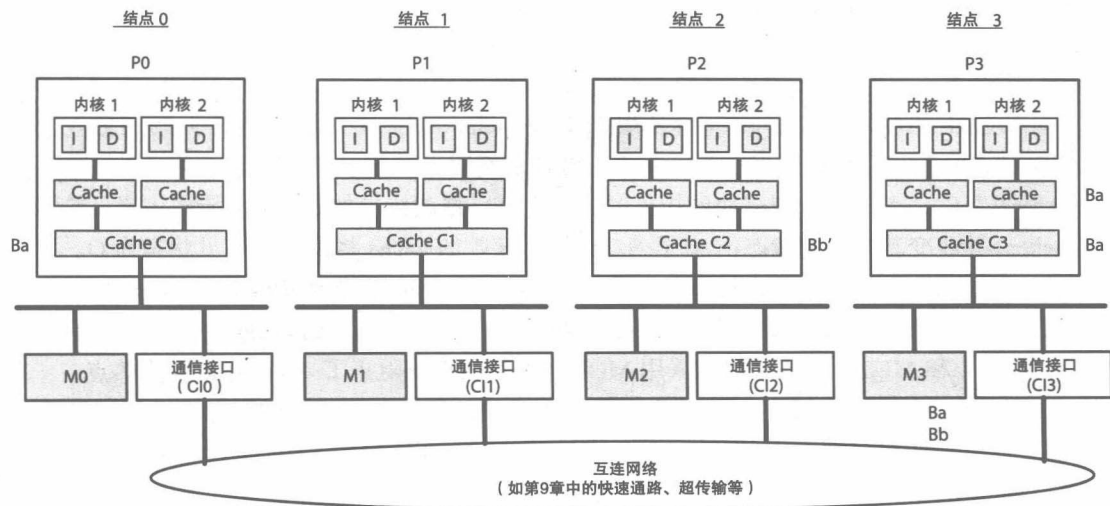 结点 0 结点 1 结点 2 结点 3
P0 P1 P2 P3
内核 1 内核 2 内核 1 内核 2 内核 1 内核 2 内核 1 内核 2
I D I D I D I D I D I D I D I D
Cache Cache Cache Cache Cache Cache Cache Cache Ba
Ba Cache C0 Cache C1 Cache C2 Bb' Cache C3 Ba
M0 通信接口 M1 通信接口 M2 通信接口 M3 通信接口
(CI0) (CI1) (CI2) (CI3)
Ba
Bb
互连网络
(如第9章中的快速通路、超传输等)